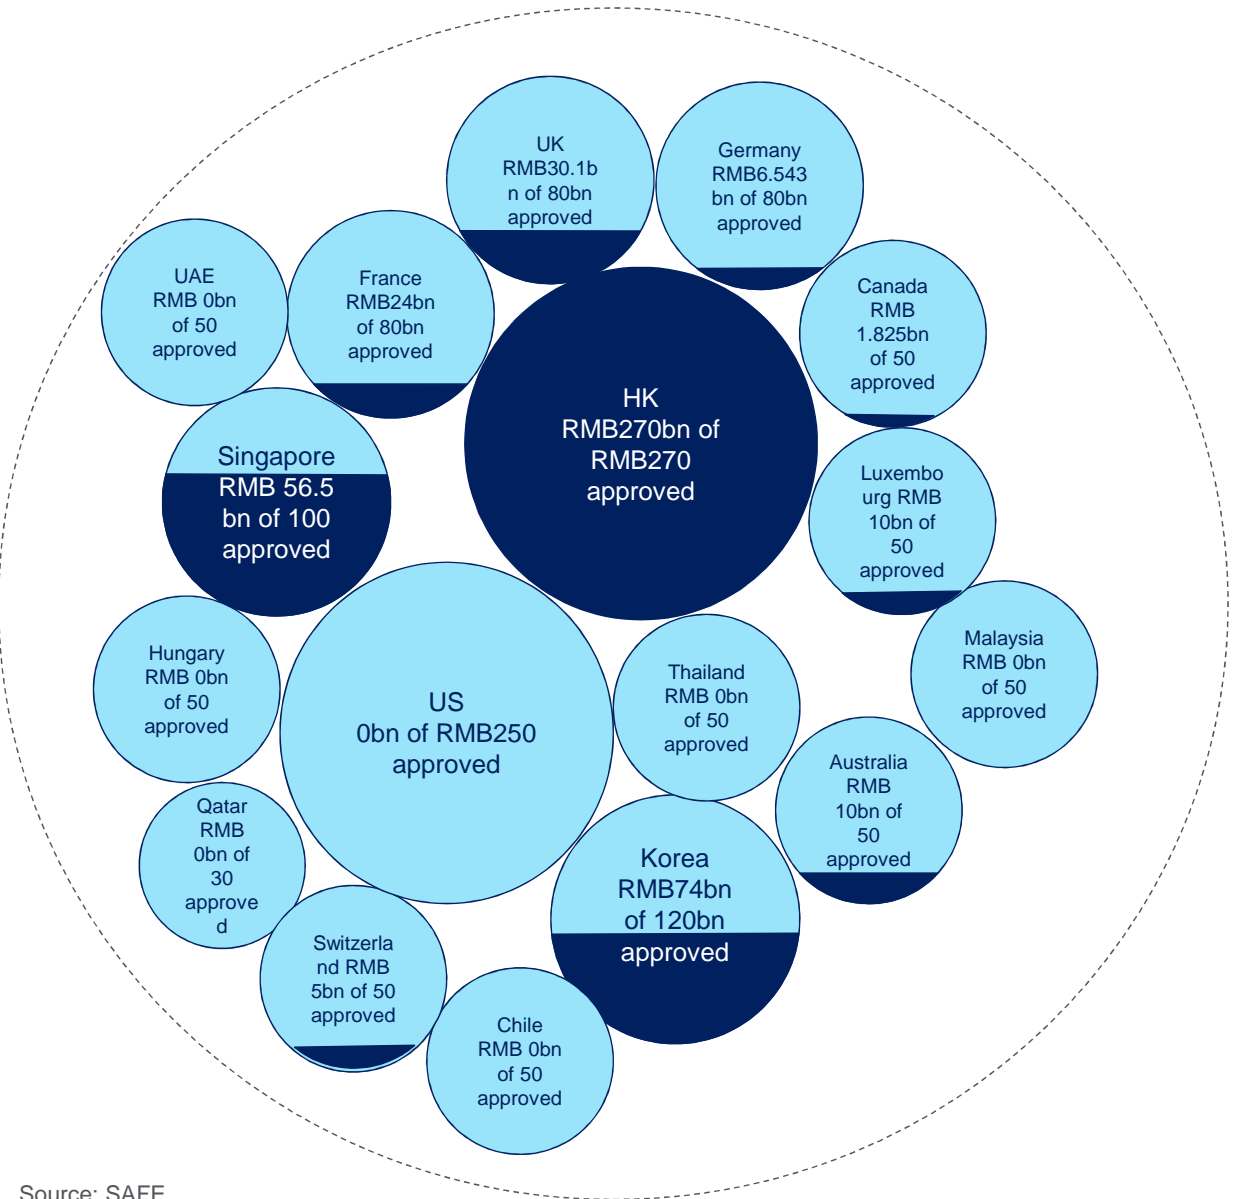 UK
RMB30.1b
n of 80bn
approved
Germany
RMB6.543
bn of 80bn
approved
UAE
RMB 0bn
of 50
approved
France
RMB24bn
of 80bn
approved
Canada
RMB
1.825bn
of 50
approved
HK
RMB270bn of
RMB270
approved
Singapore
RMB 56.5
bn of 100
approved
Luxembo
urg RMB
10bn of
50
approved
Hungary
RMB 0bn
of 50
approved
US
0bn of RMB250
approved
Thailand
RMB 0bn
of 50
approved
Malaysia
RMB 0bn
of 50
approved
Qatar
RMB
0bn of
30
approve
d
Australia
RMB
10bn of
50
approved
Korea
RMB74bn
of 120bn
approved
Switzerla
nd RMB
5bn of 50
approved
Chile
RMB 0bn
of 50
approved
Source: SAFE